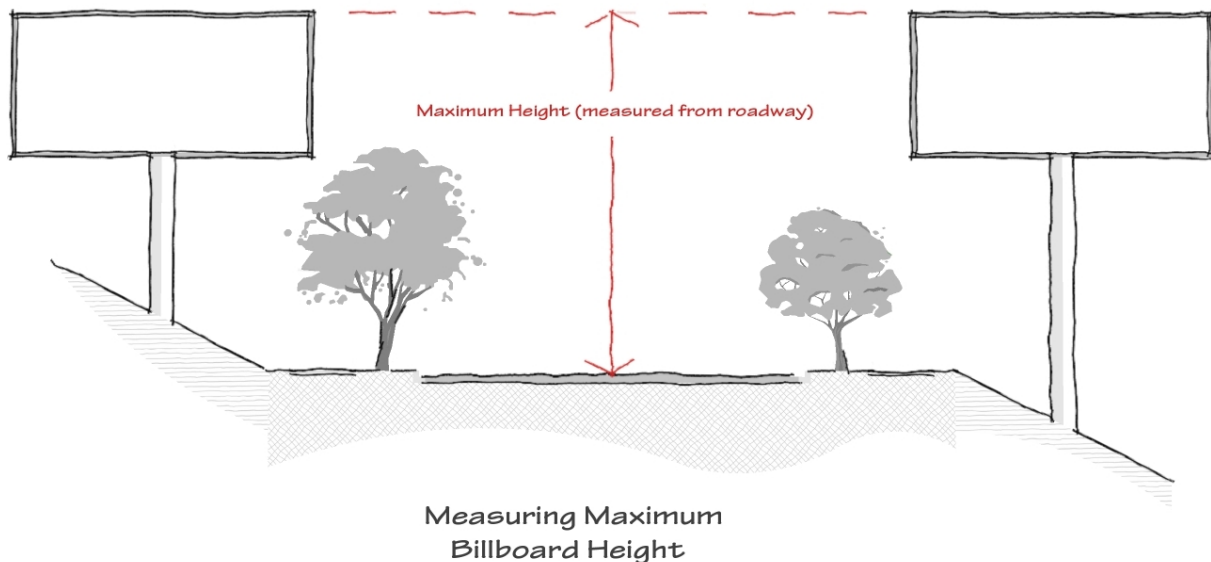 Maximum Height (measured from roadway)
Measuring Maximum
Billboard Height